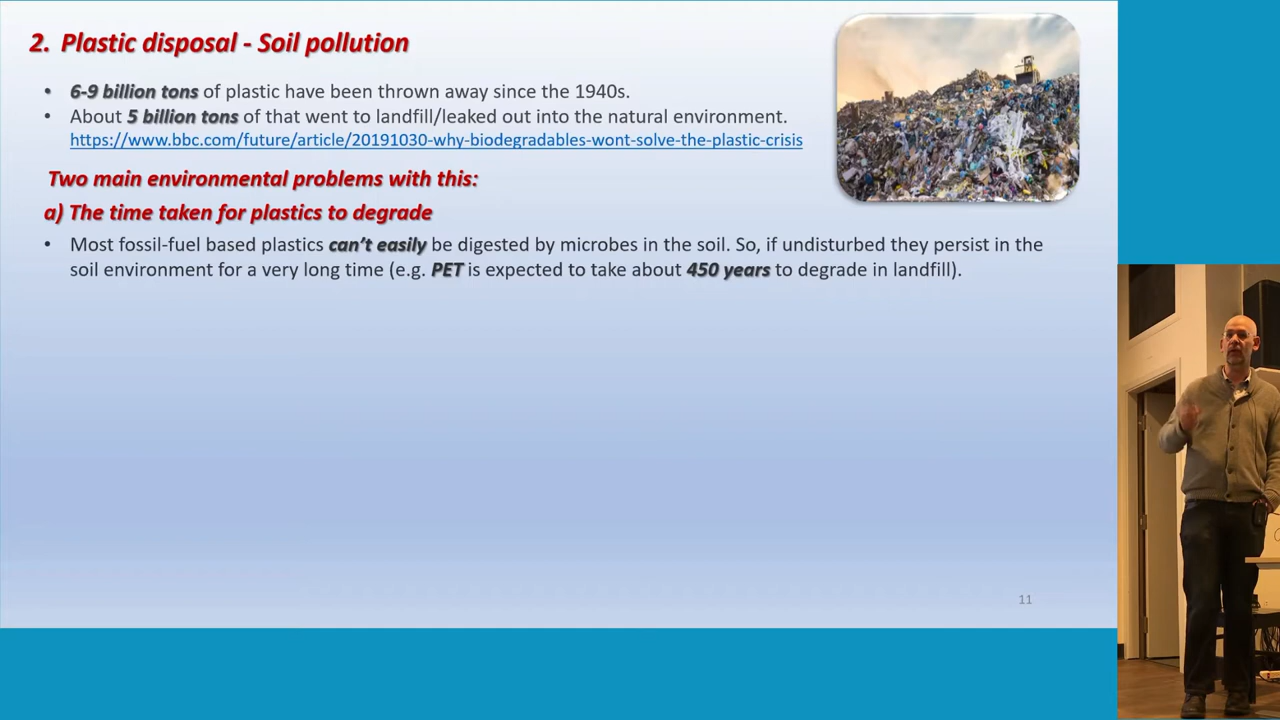 2. Plastic disposal - Soil pollution
• 6-9 billion tons of plastic have been thrown away since the 1940s.
• About 5 billion tons of that went to landfill/leaked out into the natural environment.
https://www.bbc.com/future/article/20191030-why-biodegradables-wont-solve-the-plastic-crisis
Two main environmental problems with this:
a) The time taken for plastics to degrade
• Most fossil-fuel based plastics can't easily be digested by microbes in the soil. So, if undisturbed they persist in the
soil environment for a very long time (e.g. PET is expected to take about 450 years to degrade in landfill).
11